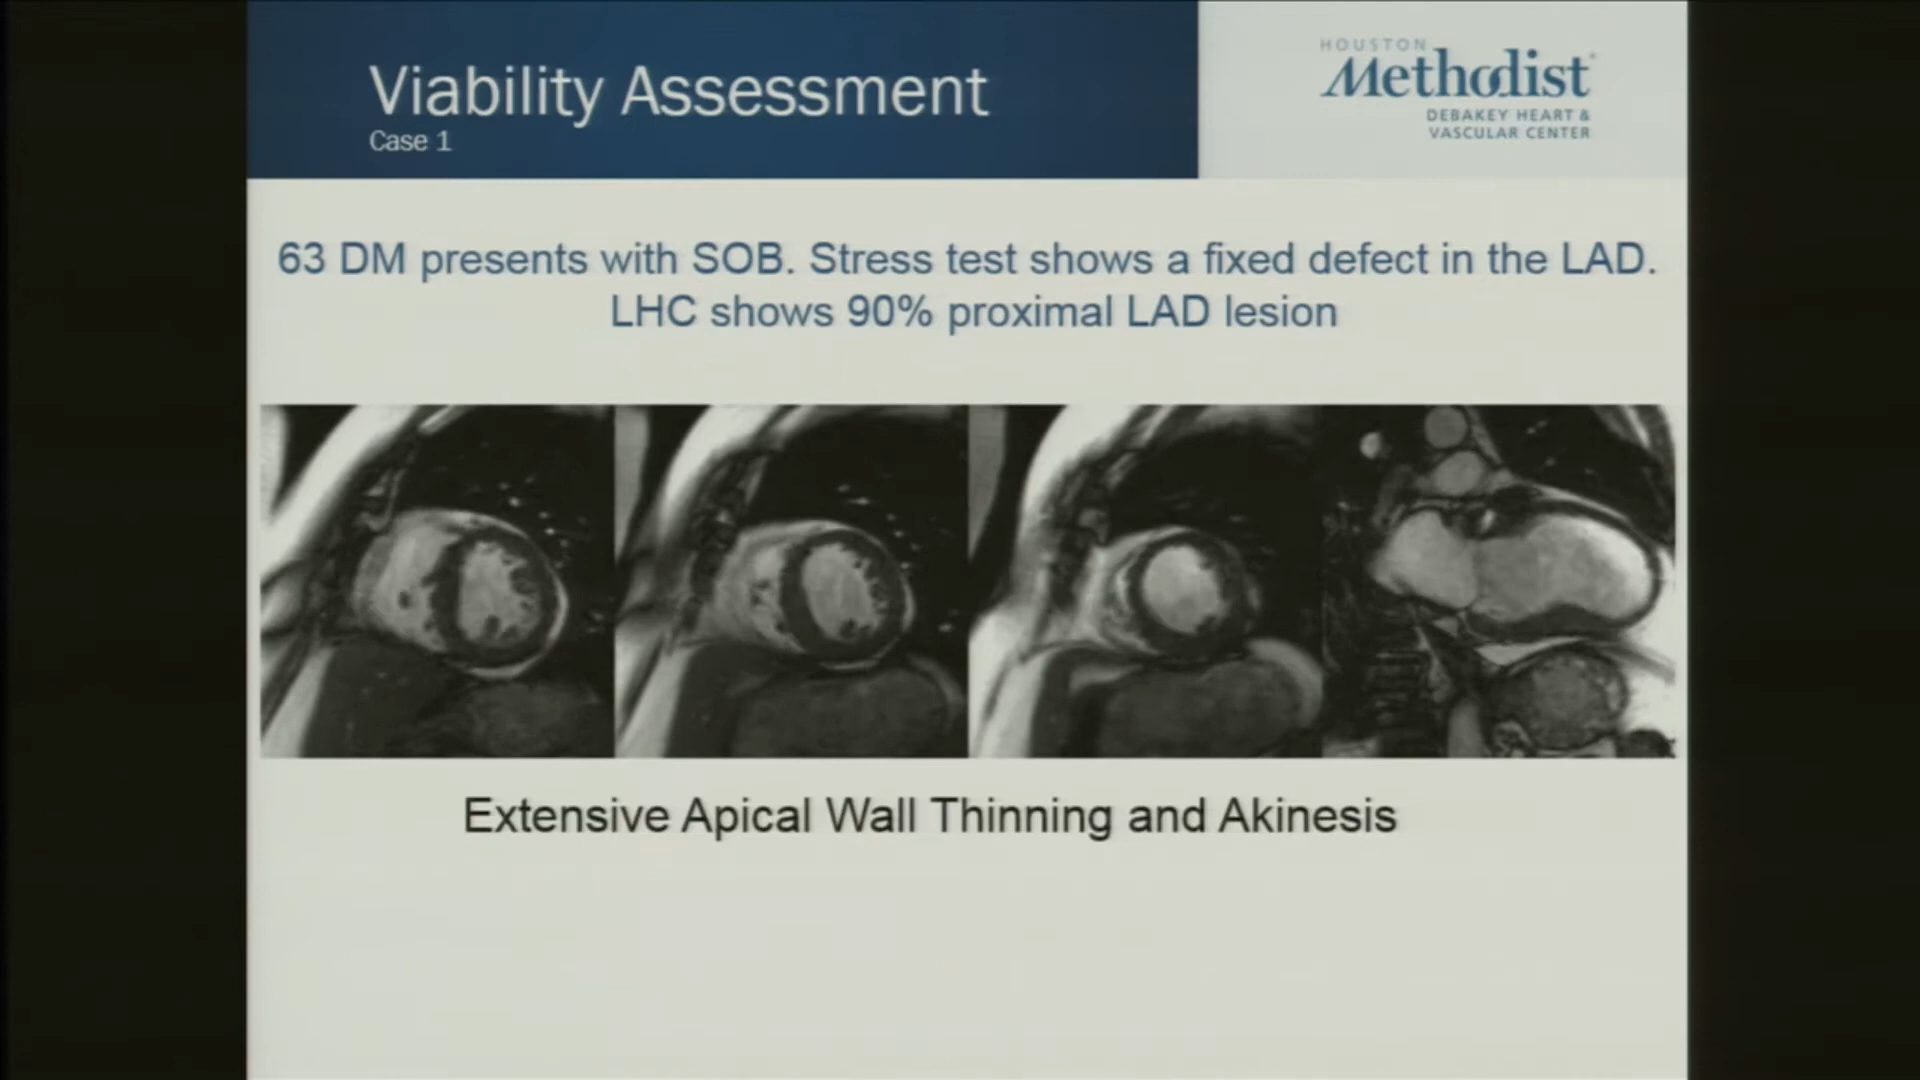 Viability Assessment
Case 1
HOUSTON
Methodist
DEBAKEY HEART &
VASCULAR CENTER
63 DM presents with SOB. Stress test shows a fixed defect in the LAD.
LHC shows 90% proximal LAD lesion
Extensive Apical Wall Thinning and Akinesis